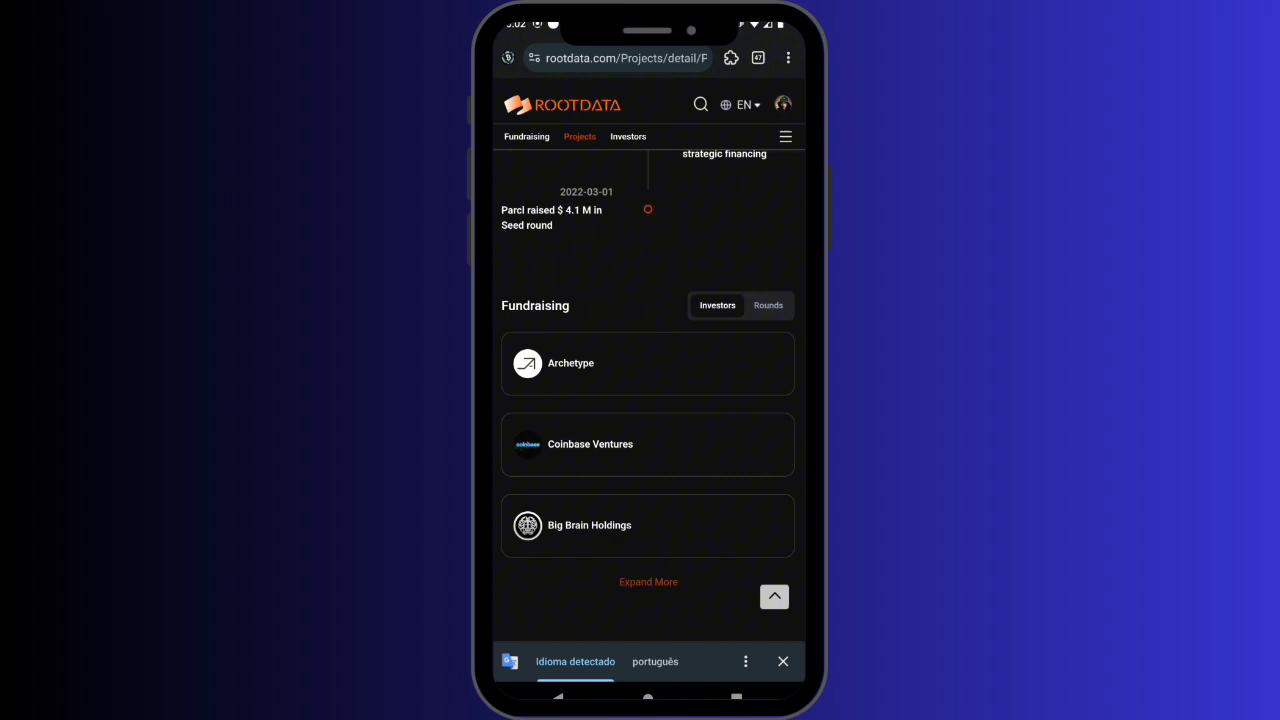 rootdata.com/Projects/detail/P
47
ROOTDATA
EN
Fundraising Projects Investors
strategic financing
2022-03-01
Parcl raised $ 4.1 M in
Seed round
Fundraising
Investors Rounds
Archetype
coinbase
Coinbase Ventures
Big Brain Holdings
Expand More
Idioma detectado português